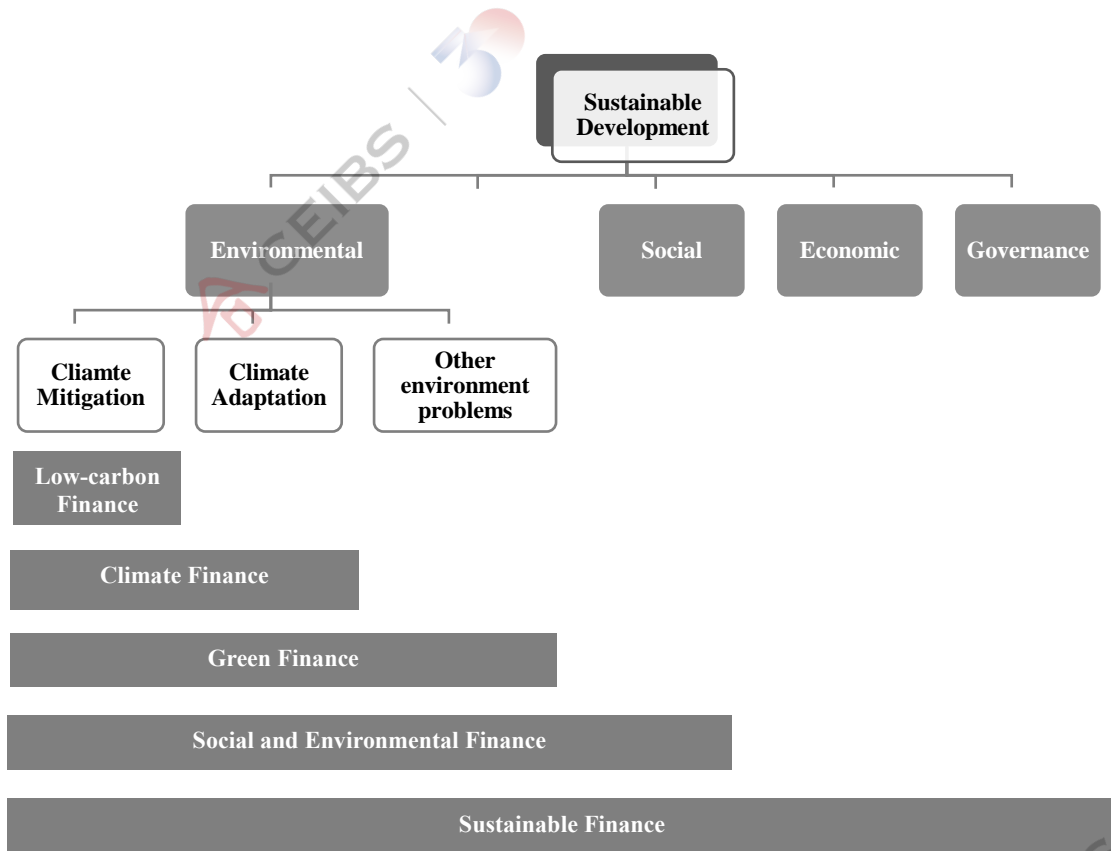 Sustainable
Development
Environmental
Social
Economic
Governance
Cliamte
Mitigation
Climate
Adaptation
Other
environment
problems
Low-carbon
Finance
Climate Finance
Green Finance
Social and Environmental Finance
Sustainable Finance
CEIBS